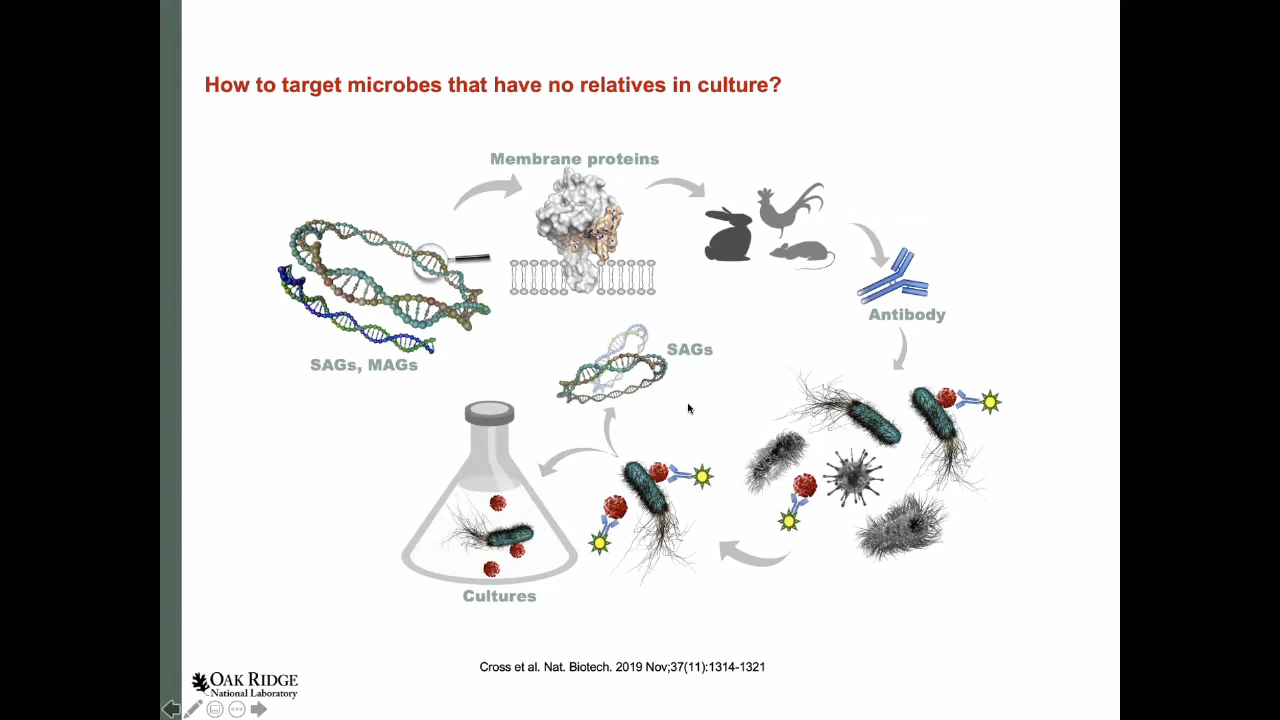 How to target microbes that have no relatives in culture?
Membrane proteins
Antibody
SAGs, MAGs
SAGs
Cultures
Cross et al. Nat. Biotech. 2019 Nov;37(11):1314-1321
OAK RIDGE
National Laboratory